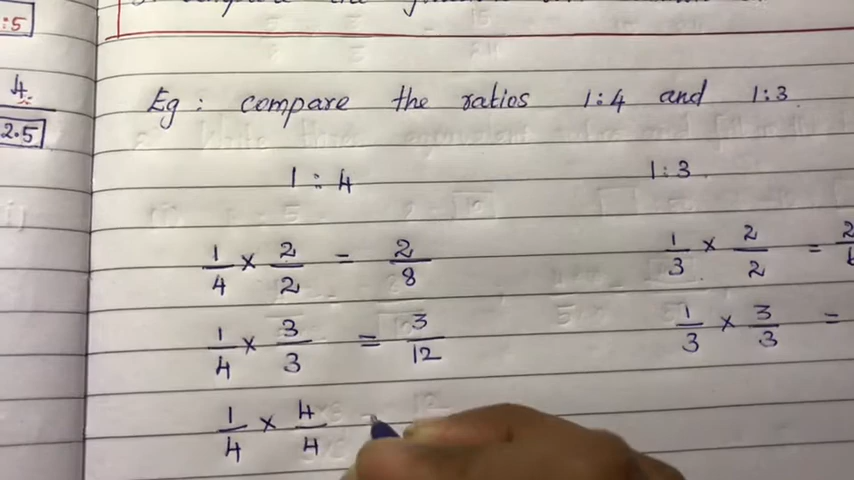 :5
4.
2.5
Eg : compare the ratios 1:4 and 1:3.
1 : 4
1:3.
1/4 × 2/2 = 2/8
1/3 × 2/2 = 2/
1/4 × 3/3 = 3/12
1/3 × 3/3 =
1/4 × 4/4